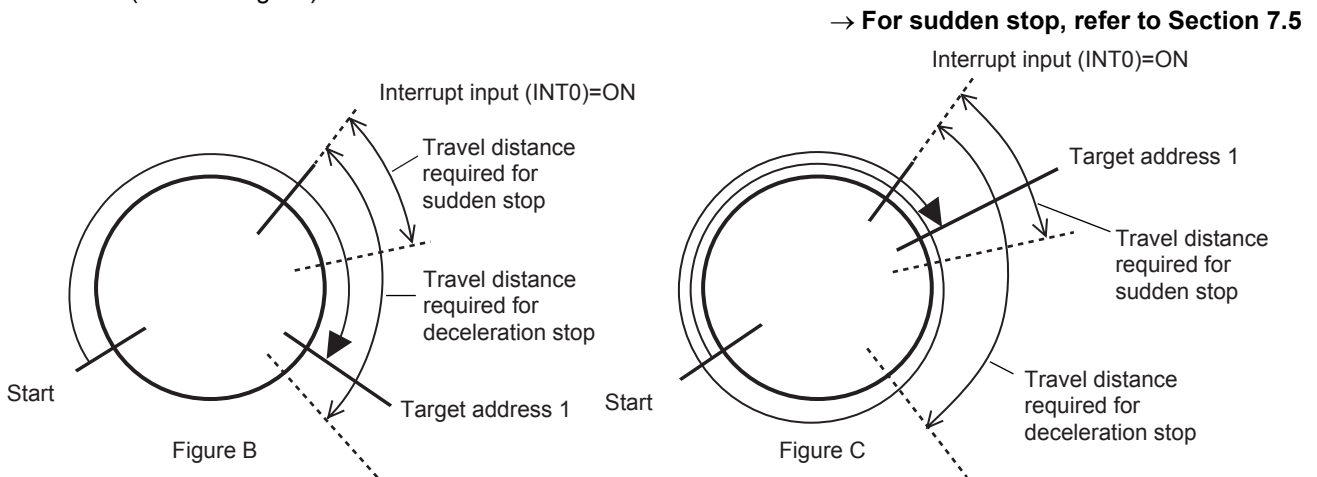 → For sudden stop, refer to Section 7.5
Interrupt input (INT0)=ON
Travel distance
required for
sudden stop
Travel distance
required for
deceleration stop
Start
Target address 1
Figure B
Interrupt input (INT0)=ON
Target address 1
Travel distance
required for
sudden stop
Travel distance
required for
deceleration stop
Start
Figure C